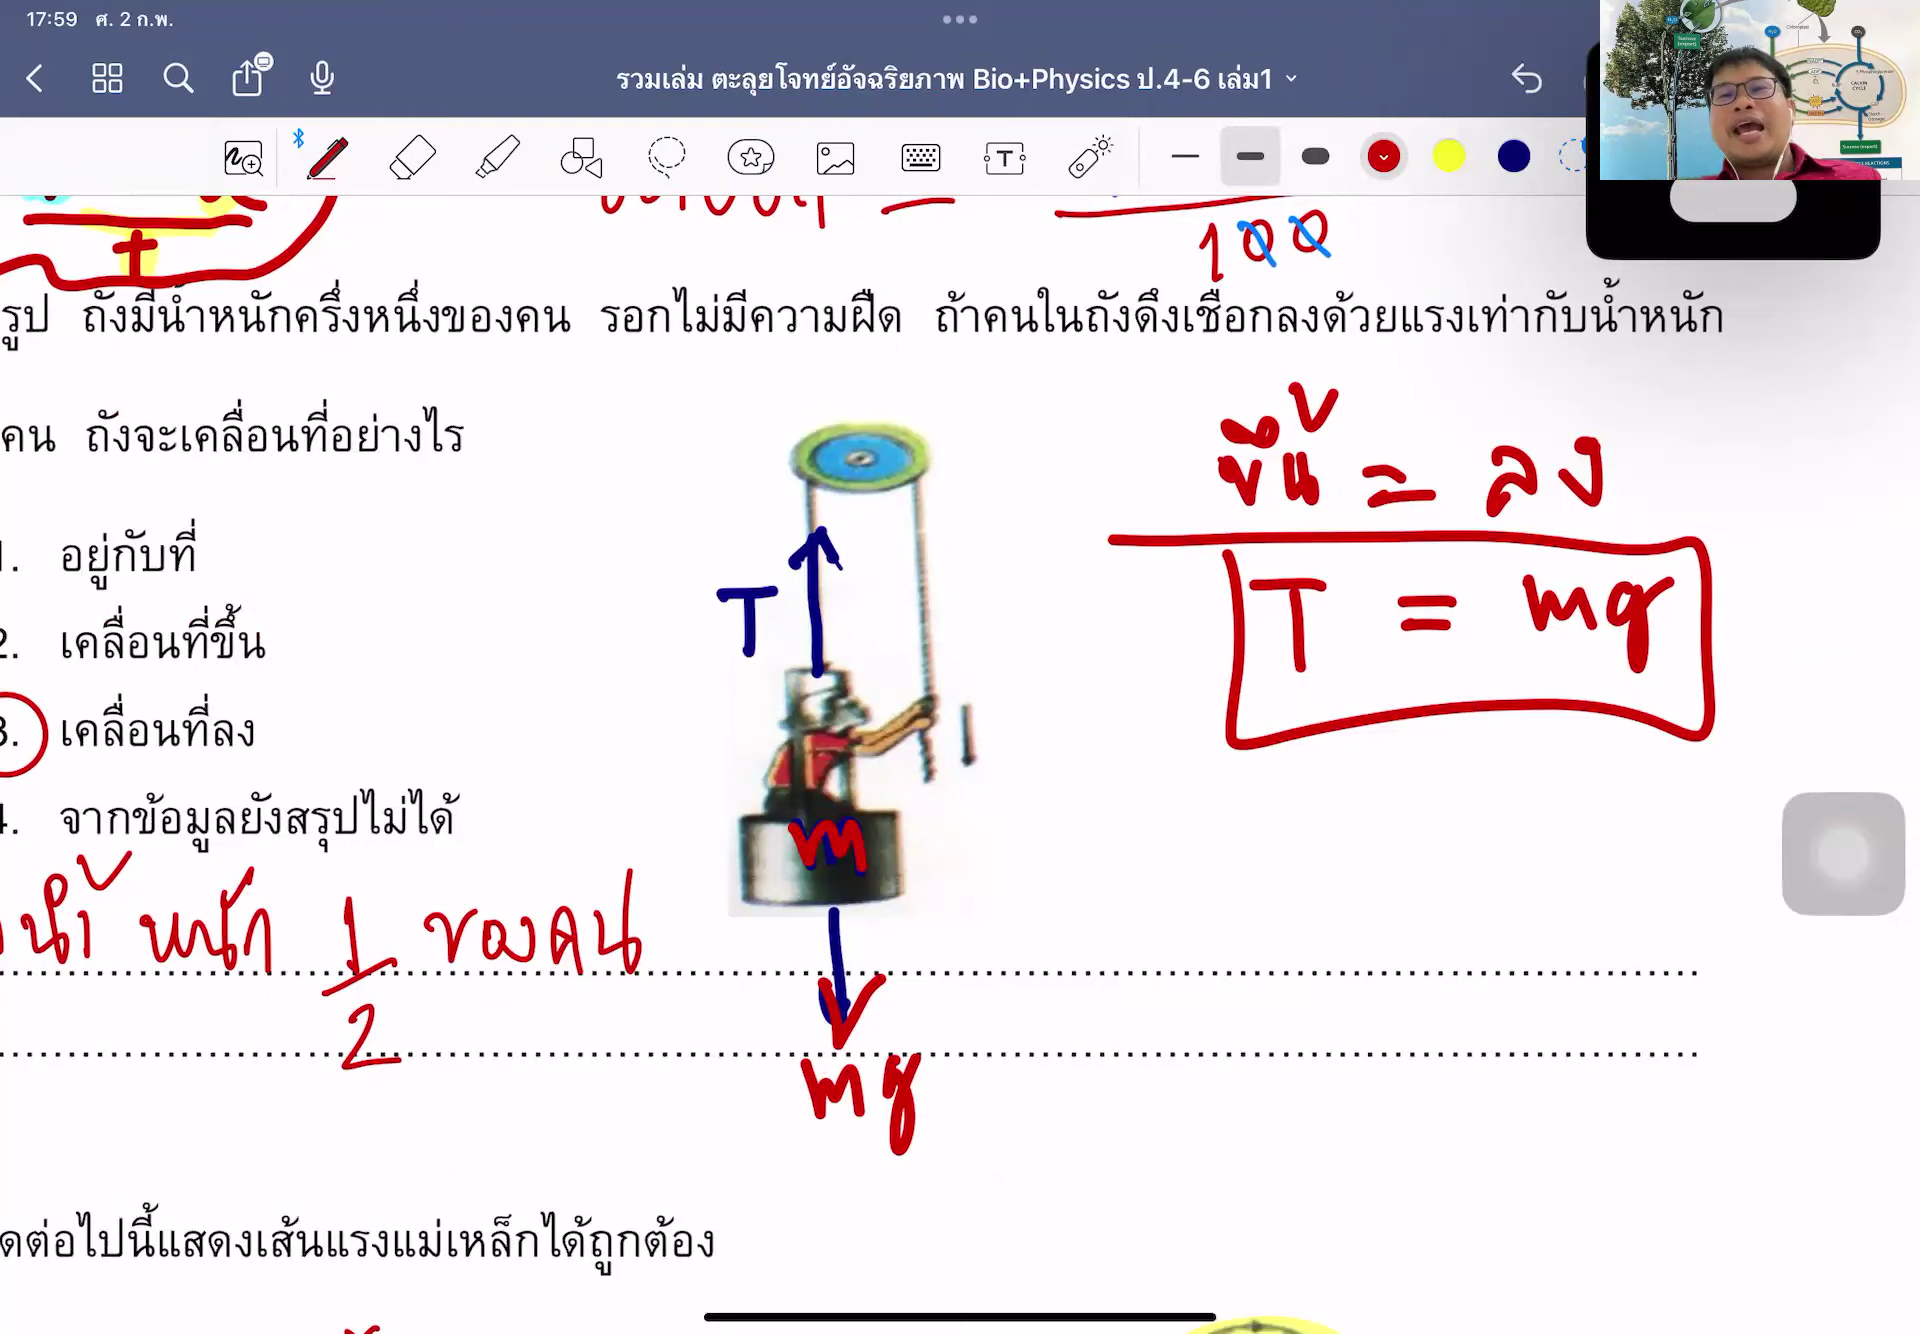 17:59 ศ. 2 ก.พ.
รวมเล่ม ตะลุยโจทย์อัจฉริยภาพ Bio+Physics ป.4-6 เล่ม1
T
t
100
รูป ถังมีน้ำหนักครึ่งหนึ่งของคน รอกไม่มีความฝืด ถ้าคนในถังดึงเชือกลงด้วยแรงเท่ากับน้ำหนัก
คน ถังจะเคลื่อนที่อย่างไร
ขึ้น = ลง
1. อยู่กับที่
T
T = mg
2. เคลื่อนที่ขึ้น
3. เคลื่อนที่ลง
4. จากข้อมูลยังสรุปไม่ได้
m
น้ำ หนัก 1/2 ของคน
mg
ต่อไปนี้แสดงเส้นแรงแม่เหล็กได้ถูกต้อง
CALVIN CYCLE